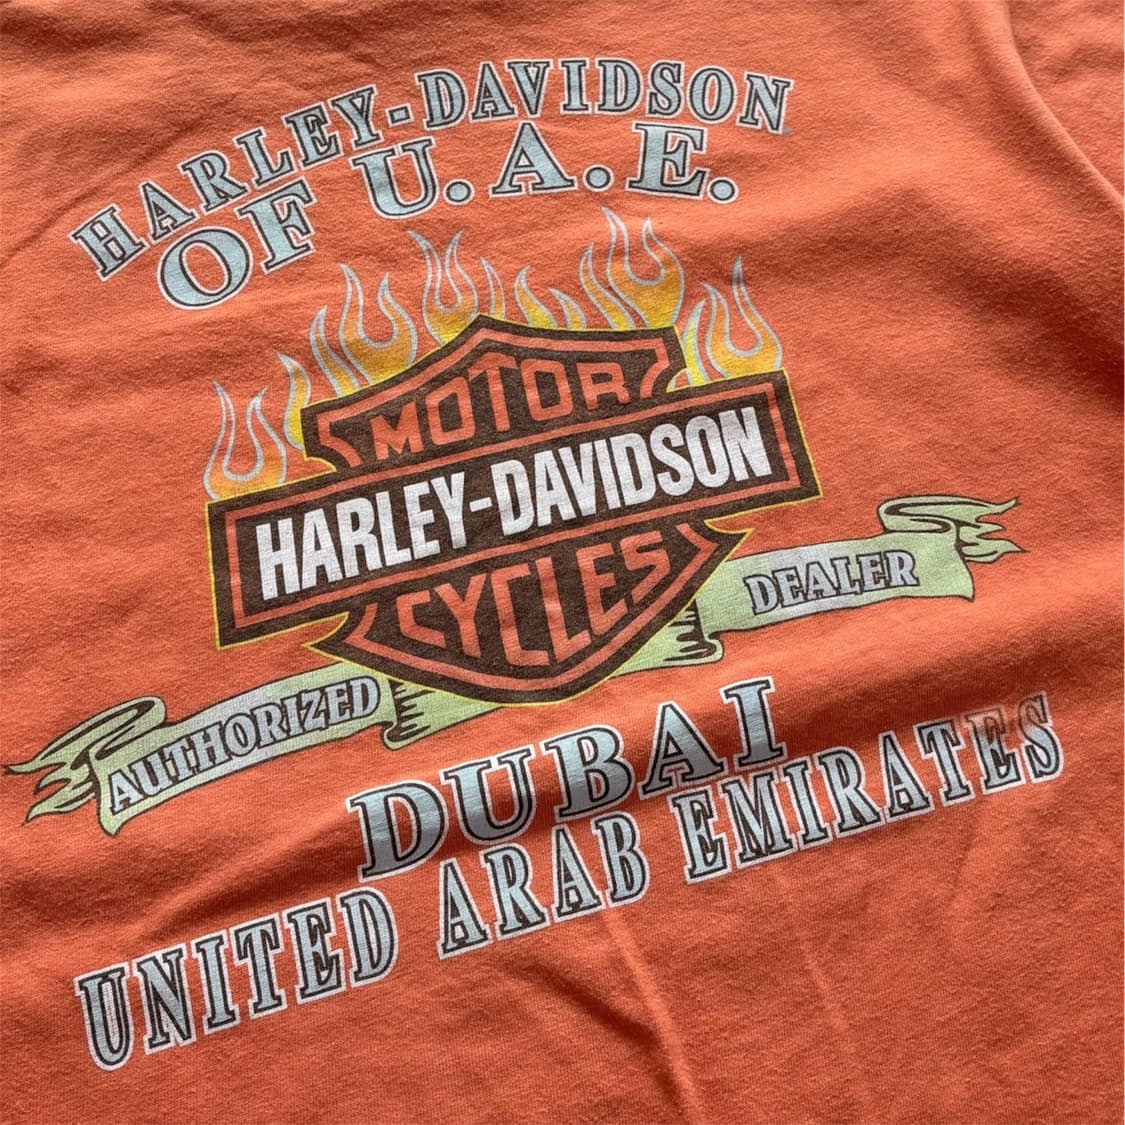 HARLEY-DAVIDSON
OF U.A.E.
MOTOR
HARLEY-DAVIDSON
CYCLES
AUTHORIZED DEALER
DUBAI
UNITED ARAB EMIRATES